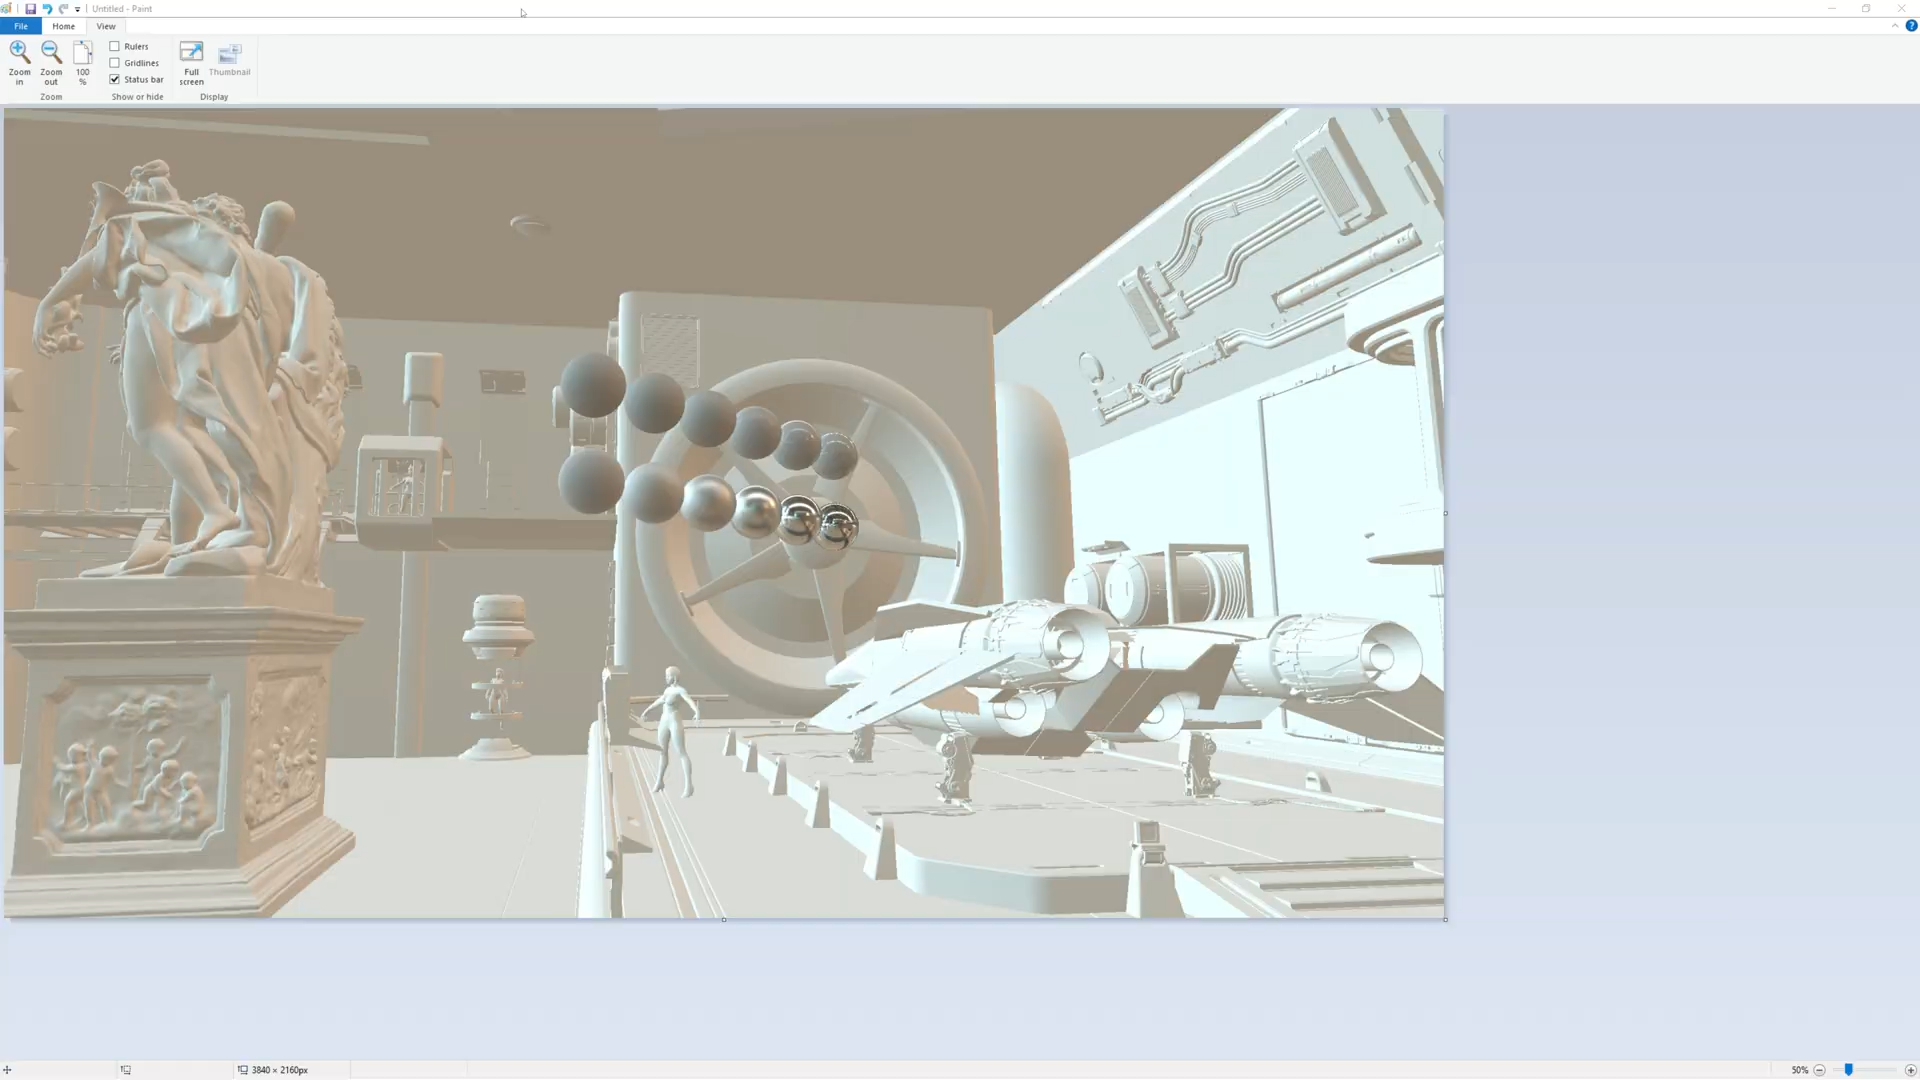 Untitled - Paint
File Home View
Zoom in
Zoom out
100 %
Rulers
Gridlines
Status bar
Full screen
Thumbnail
Zoom
Show or hide
Display
3840 × 2160px
50%